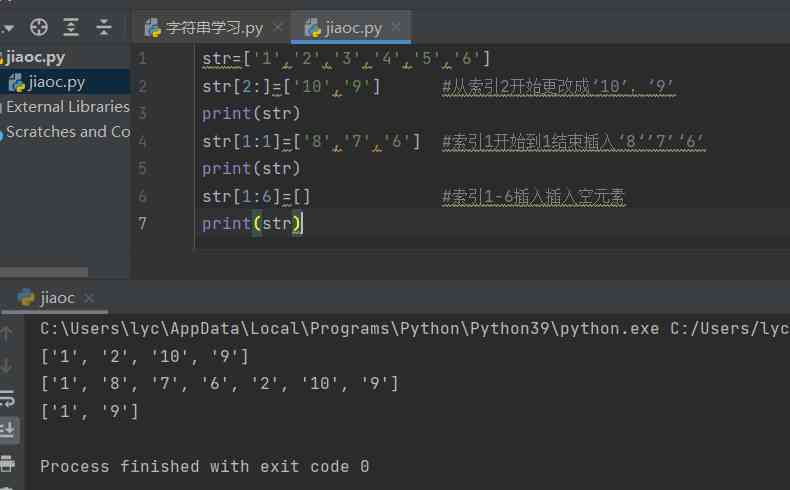 字符串学习.py
jiaoc.py
jiaoc.py
jiaoc.py
External Libraries
Scratches and Co
1 str=['1','2','3','4','5','6']
2 str[2:]=['10','9'] #从索引2开始更改成‘10’，‘9’
3 print(str)
4 str[1:1]=['8','7','6'] #索引1开始到1结束插入‘8’‘7’‘6’
5 print(str)
6 str[1:6]=[] #索引1-6插入插入空元素
7 print(str)
jiaoc
C:\Users\lyc\AppData\Local\Programs\Python\Python39\python.exe C:/Users/lyc
['1', '2', '10', '9']
['1', '8', '7', '6', '2', '10', '9']
['1', '9']
Process finished with exit code 0